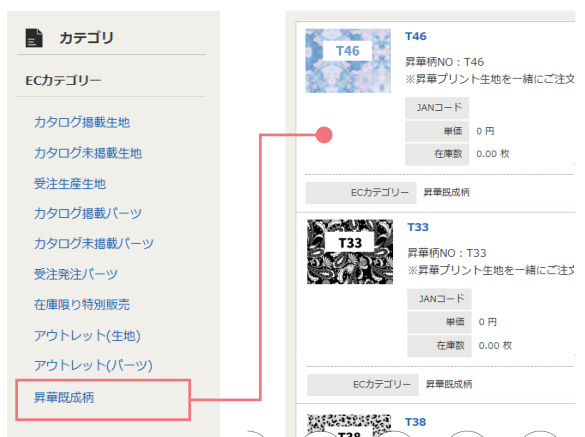 カテゴリ
ECカテゴリー
カタログ掲載生地
カタログ未掲載生地
受注生産生地
カタログ掲載パーツ
カタログ未掲載パーツ
受注発注パーツ
在庫限り特別販売
アウトレット(生地)
アウトレット(パーツ)
昇華既成柄
T46
T46
昇華柄NO：T46
※昇華プリント生地を一緒にご注文
JANコード
単価 0 円
在庫数 0.00 枚
ECカテゴリー 昇華既成柄
T33
T33
昇華柄NO：T33
※昇華プリント生地を一緒にご注文
JANコード
単価 0 円
在庫数 0.00 枚
ECカテゴリー 昇華既成柄
T38
T38